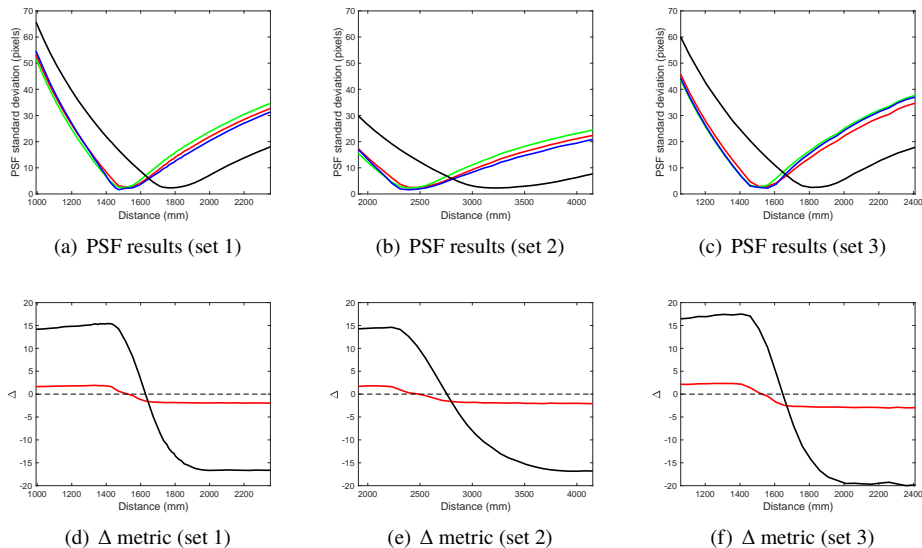 70
60
50
40
30
20
10
0
PSF standard deviation (pixels)
1000 1200 1400 1600 1800 2000 2200
Distance (mm)
(a) PSF results (set 1)
70
60
50
40
30
20
10
0
PSF standard deviation (pixels)
2000 2500 3000 3500 4000
Distance (mm)
(b) PSF results (set 2)
70
60
50
40
30
20
10
0
PSF standard deviation (pixels)
1200 1400 1600 1800 2000 2200 2400
Distance (mm)
(c) PSF results (set 3)
20
15
10
5
0
-5
-10
-15
-20
Δ
1000 1200 1400 1600 1800 2000 2200
Distance (mm)
(d) Δ metric (set 1)
20
15
10
5
0
-5
-10
-15
-20
Δ
2000 2500 3000 3500 4000
Distance (mm)
(e) Δ metric (set 2)
20
15
10
5
0
-5
-10
-15
-20
Δ
1200 1400 1600 1800 2000 2200 2400
Distance (mm)
(f) Δ metric (set 3)